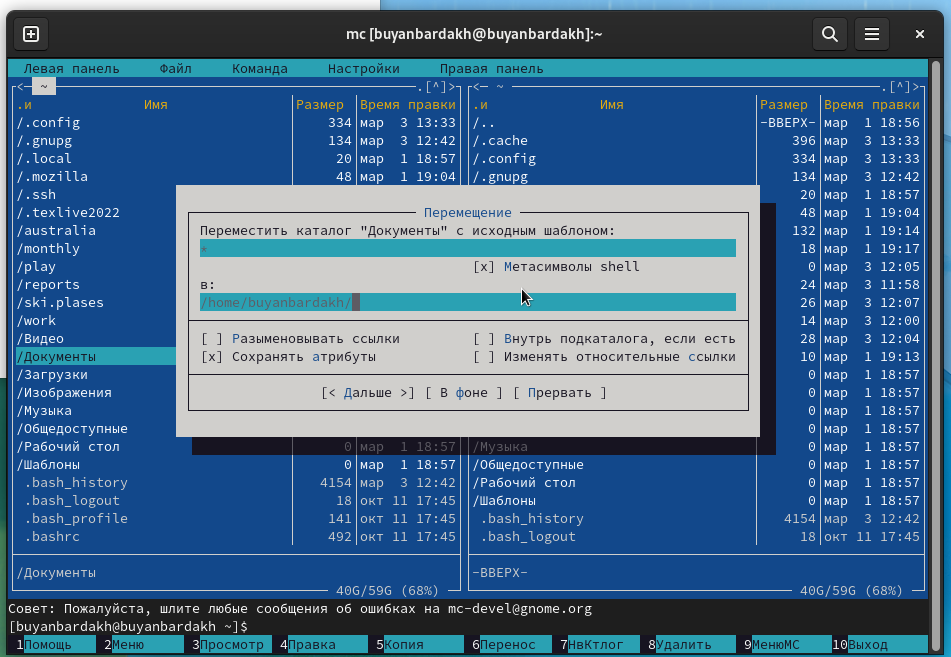 mc [buyanbardakh@buyanbardakh]:~
Левая панель Файл Команда Настройки Правая панель
<─ ~ .[^]> <─ ~ .[^]>
.и Имя Размер Время правки .и Имя Размер Время правки
/.config 334 мар 3 13:33 /.. -ВВЕРХ- мар 1 18:56
/.gnupg 134 мар 3 12:42 /.cache 396 мар 3 13:33
/.local 20 мар 1 18:57 /.config 334 мар 3 13:33
/.mozilla 48 мар 1 19:04 /.gnupg 134 мар 3 12:42
/.ssh 20 мар 1 18:57
/.texlive2022 Перемещение 48 мар 1 19:04
/australia Переместить каталог "Документы" с исходным шаблоном: 132 мар 1 19:14
/monthly * 18 мар 1 19:17
/play [x] Метасимволы shell 0 мар 3 12:05
/reports в: 24 мар 3 11:58
/ski.plases /home/buyanbardakh/ 26 мар 3 12:07
/work 14 мар 3 12:00
/Видео [ ] Разыменовывать ссылки [ ] Внутрь подкаталога, если есть 28 мар 3 12:04
/Документы [x] Сохранять атрибуты [ ] Изменять относительные ссылки 10 мар 1 19:13
/Загрузки 0 мар 1 18:57
/Изображения [< Дальше >] [ В фоне ] [ Прервать ] 0 мар 1 18:57
/Музыка 0 мар 1 18:57
/Общедоступные 0 мар 1 18:57
/Рабочий стол 0 мар 1 18:57 /Музыка 0 мар 1 18:57
/Шаблоны 0 мар 1 18:57 /Общедоступные 0 мар 1 18:57
.bash_history 4154 мар 3 12:42 /Рабочий стол 0 мар 1 18:57
.bash_logout 18 окт 11 17:45 /Шаблоны 0 мар 1 18:57
.bash_profile 141 окт 11 17:45 .bash_history 4154 мар 3 12:42
.bashrc 492 окт 11 17:45 .bash_logout 18 окт 11 17:45
/Документы -ВВЕРХ-
40G/59G (68%) 40G/59G (68%)
Совет: Пожалуйста, шлите любые сообщения об ошибках на mc-devel@gnome.org
[buyanbardakh@buyanbardakh ~]$
1Помощь 2Меню 3Просмотр 4Правка 5Копия 6Перенос 7НвКтлог 8Удалить 9МенюМС 10Выход